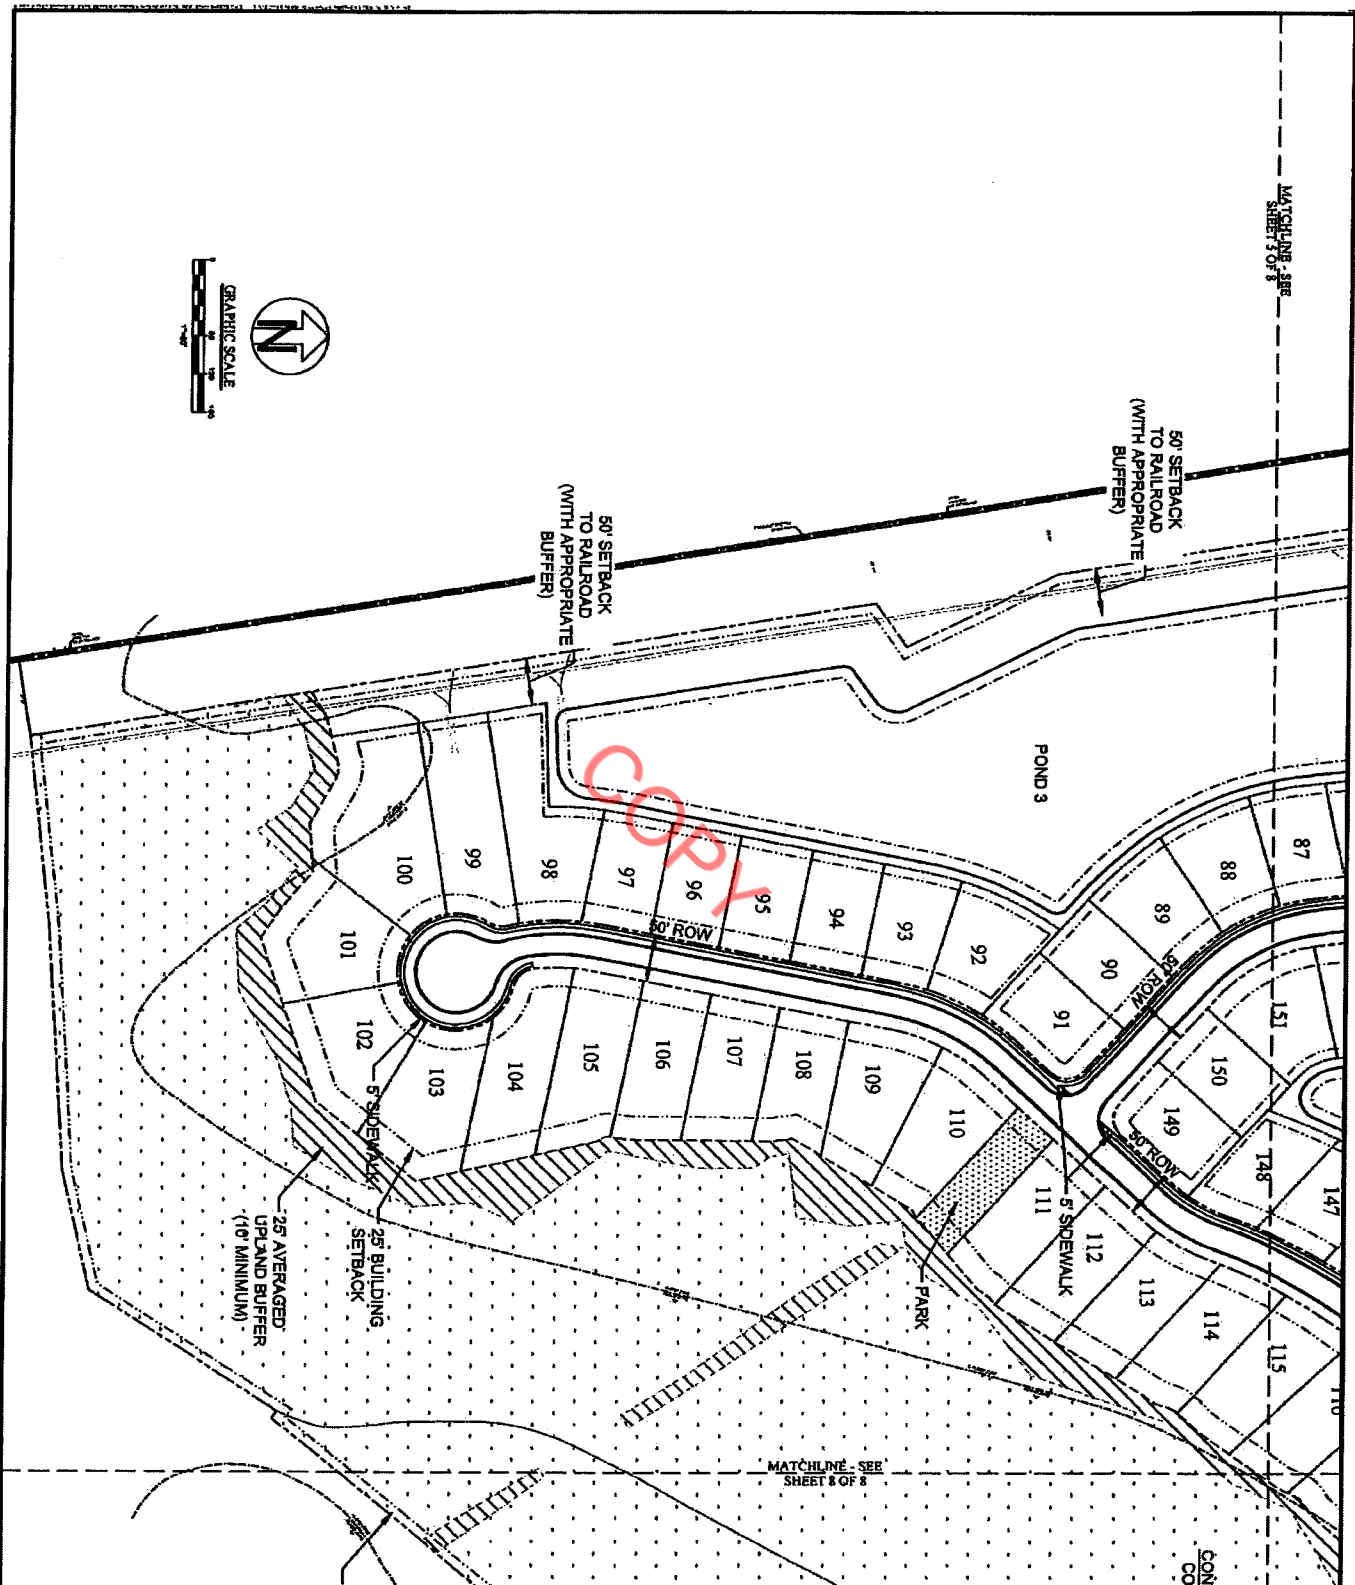 MATCHLINE - SEE
SHEET 5 OF 8
50' SETBACK
TO RAILROAD
(WITH APPROPRIATE
BUFFER)
50' SETBACK
TO RAILROAD
(WITH APPROPRIATE
BUFFER)
N
GRAPHIC SCALE
POND 3
COPY
87
88
89
90
91
92
93
94
95
96
97
98
99
100
101
102
103
104
105
106
107
108
109
110
111
112
113
114
115
147
148
149
150
151
50' ROW
50' ROW
50' ROW
5' SIDEWALK
5' SIDEWALK
PARK
25' BUILDING
SETBACK
25' AVERAGED
UPLAND BUFFER
(10' MINIMUM)
MATCHLINE - SEE
SHEET 8 OF 8